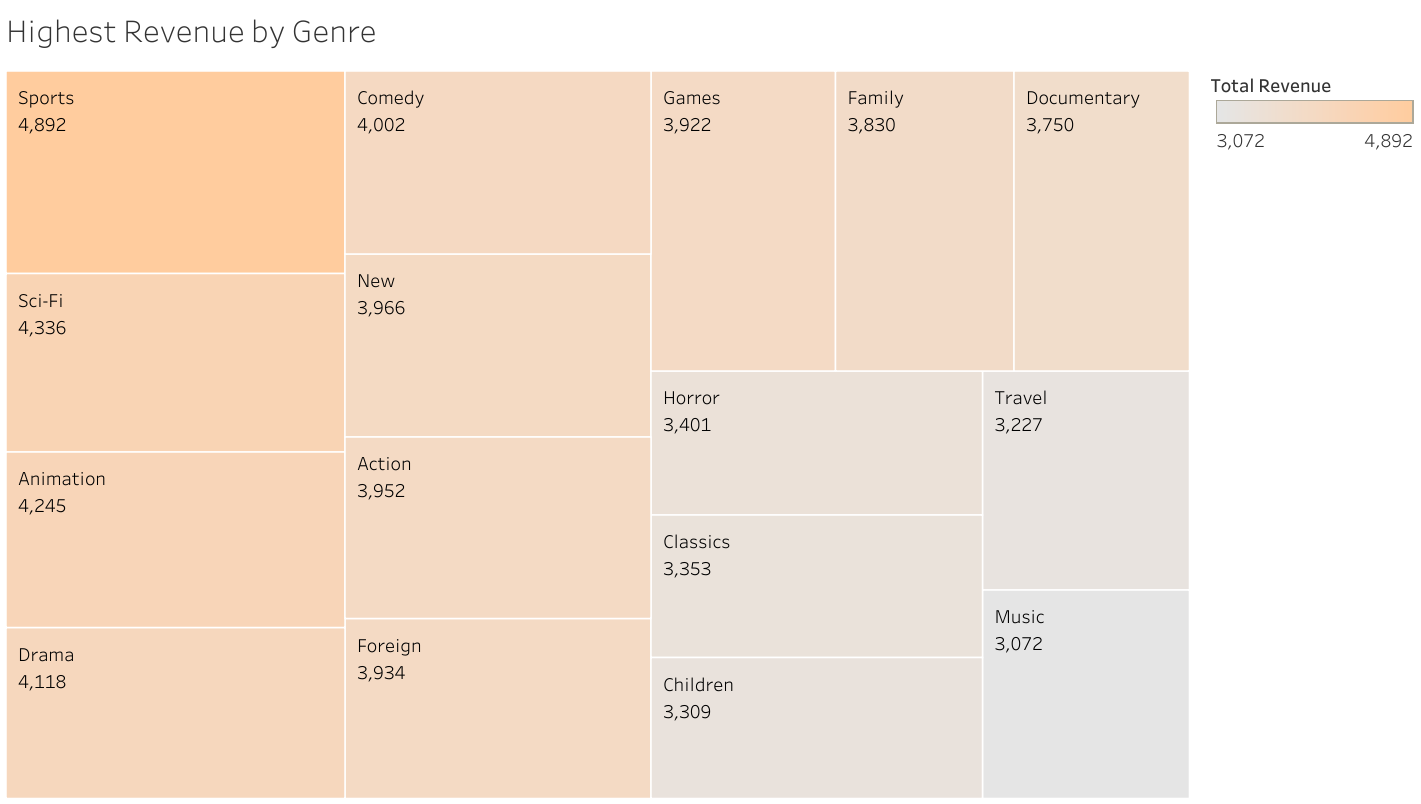 Highest Revenue by Genre
Sports
4,892
Sci-Fi
4,336
Animation
4,245
Drama
4,118
Comedy
4,002
New
3,966
Action
3,952
Foreign
3,934
Games
3,922
Family
3,830
Documentary
3,750
Horror
3,401
Classics
3,353
Children
3,309
Travel
3,227
Music
3,072
Total Revenue
3,072 4,892